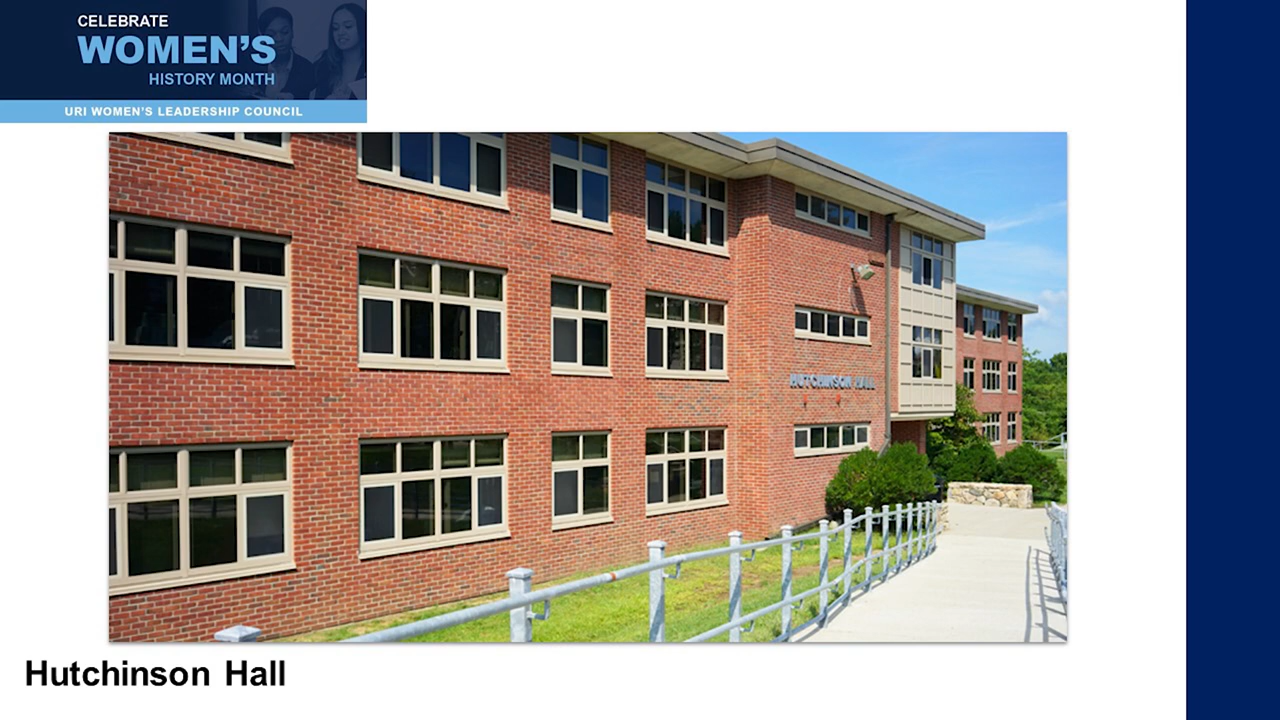 CELEBRATE
WOMEN'S
HISTORY MONTH
URI WOMEN'S LEADERSHIP COUNCIL
HUTCHINSON HALL
Hutchinson Hall